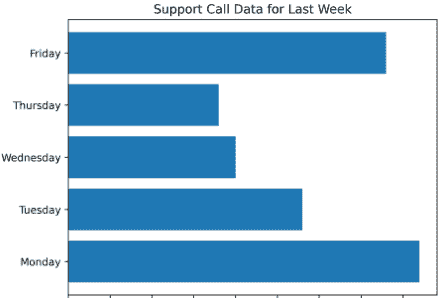 Support Call Data for Last Week
Friday
Thursday
Wednesday
Tuesday
Monday